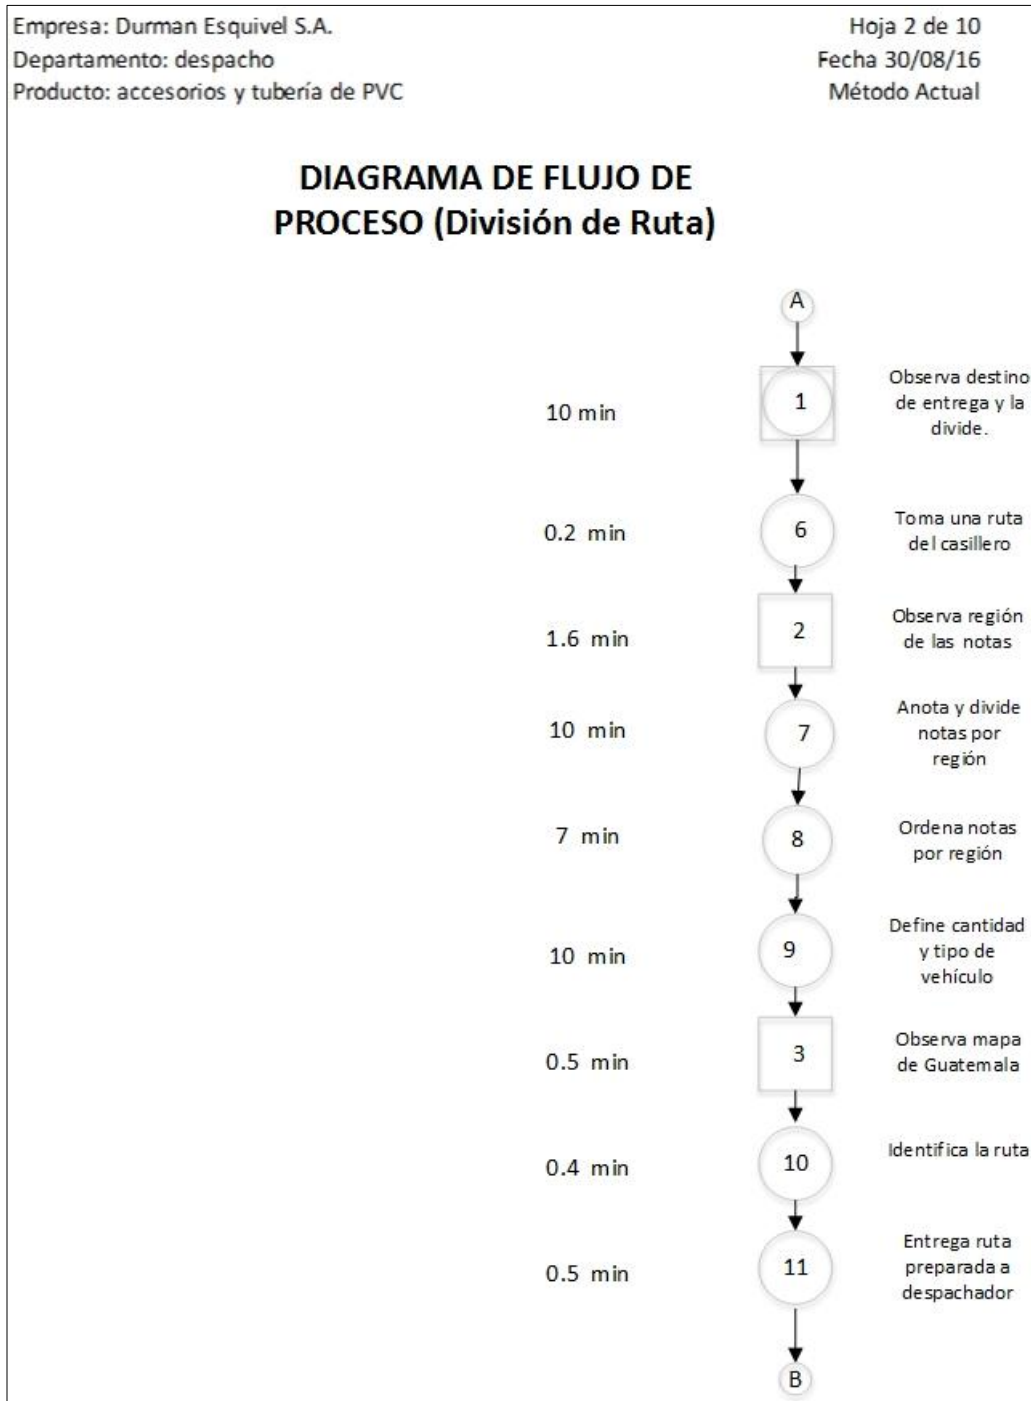 Empresa: Durman Esquivel S.A.
Hoja 2 de 10
Departamento: despacho
Fecha 30/08/16
Producto: accesorios y tubería de PVC
Método Actual
DIAGRAMA DE FLUJO DE
PROCESO (División de Ruta)
A
10 min
1
Observa destino
de entrega y la
divide.
0.2 min
6
Toma una ruta
del casillero
1.6 min
2
Observa región
de las notas
10 min
7
Anota y divide
notas por
región
7 min
8
Ordena notas
por región
10 min
9
Define cantidad
y tipo de
vehículo
0.5 min
3
Observa mapa
de Guatemala
0.4 min
10
Identifica la ruta
0.5 min
11
Entrega ruta
preparada a
despachador
B